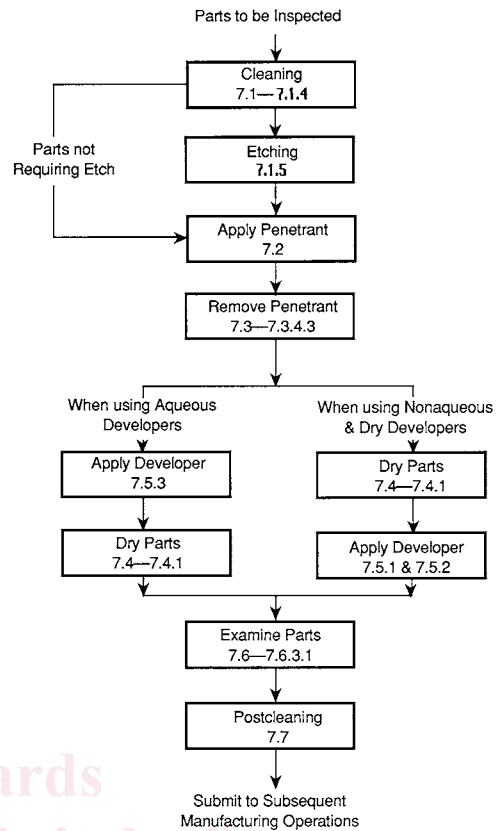 Parts to be Inspected
Cleaning
7.1—7.1.4
Parts not
Requiring Etch
Etching
7.1.5
Apply Penetrant
7.2
Remove Penetrant
7.3—7.3.4.3
When using Aqueous
Developers
Apply Developer
7.5.3
Dry Parts
7.4—7.4.1
When using Nonaqueous
& Dry Developers
Dry Parts
7.4—7.4.1
Apply Developer
7.5.1 & 7.5.2
Examine Parts
7.6—7.6.3.1
Postcleaning
7.7
Submit to Subsequent
Manufacturing Operations
ards